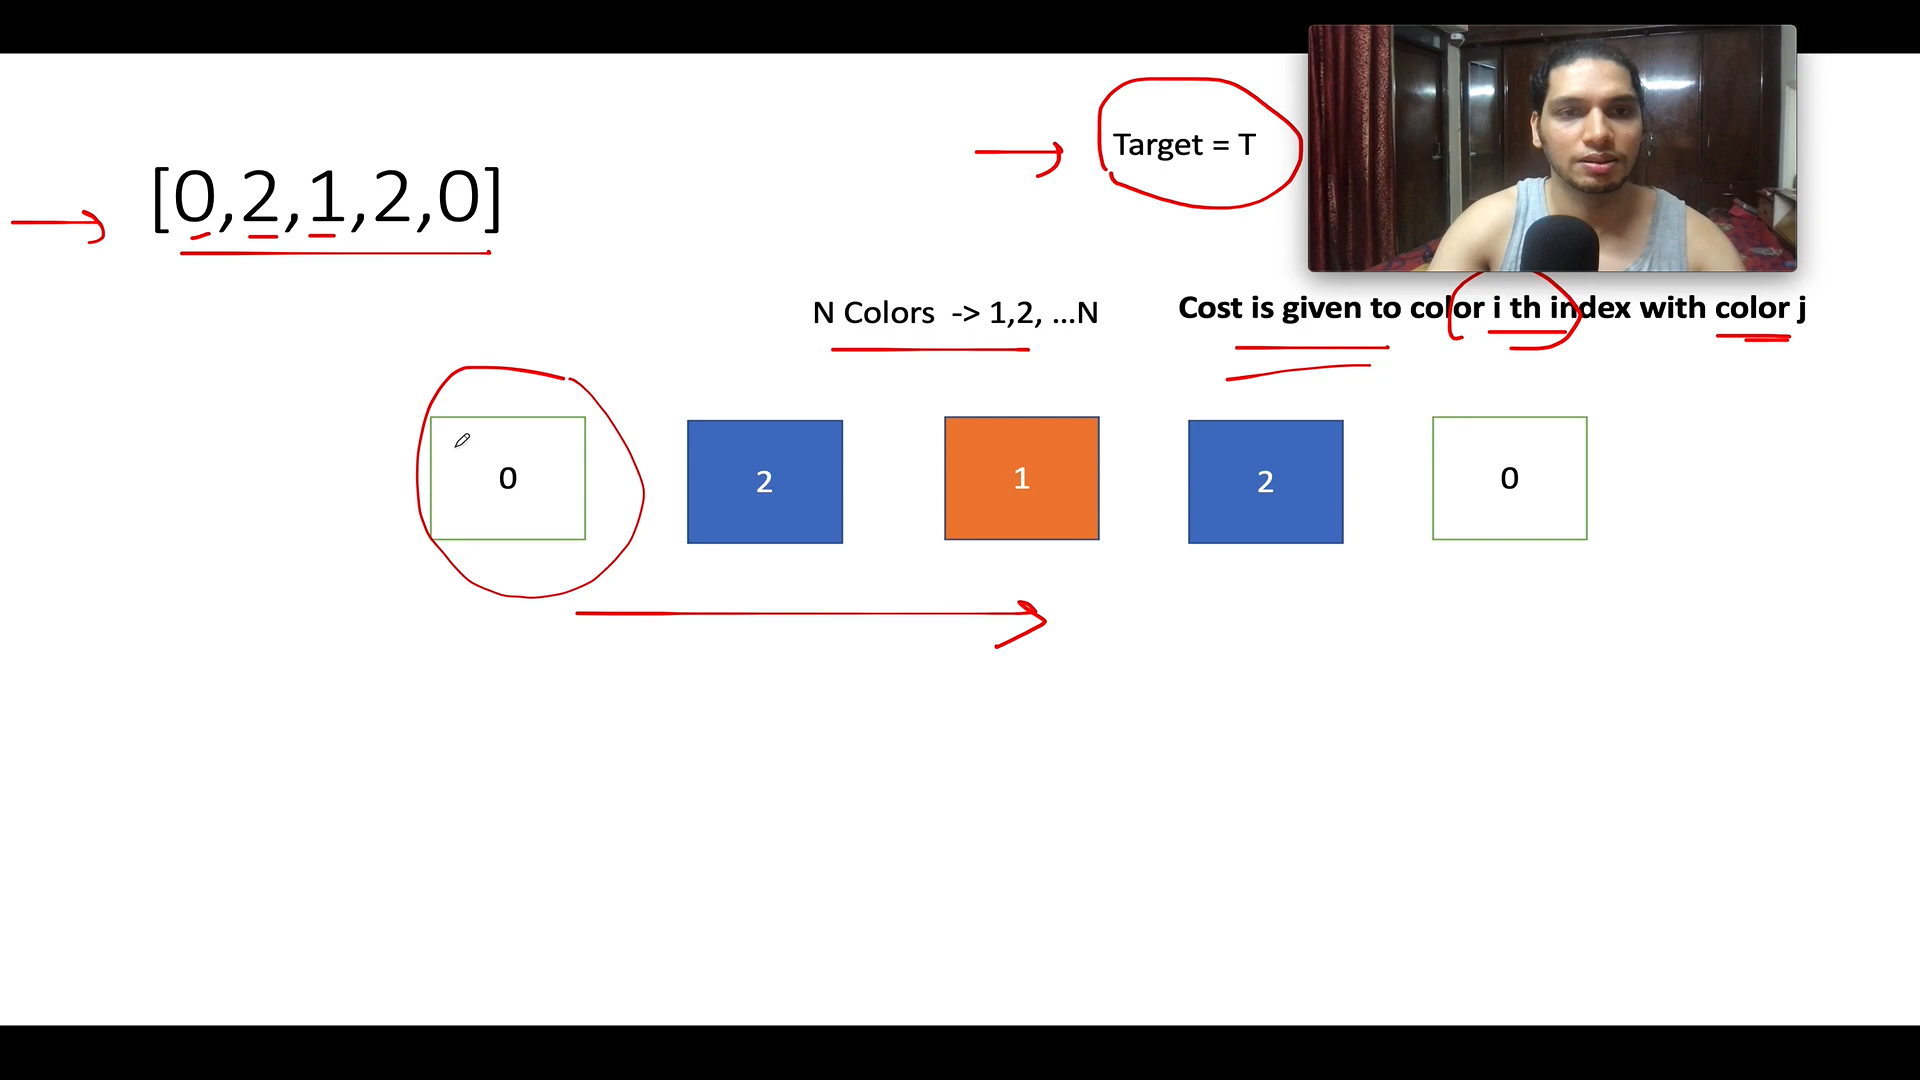 Target = T
[0,2,1,2,0]
N Colors -> 1,2, ...N
Cost is given to color i th index with color j
0
2
1
2
0